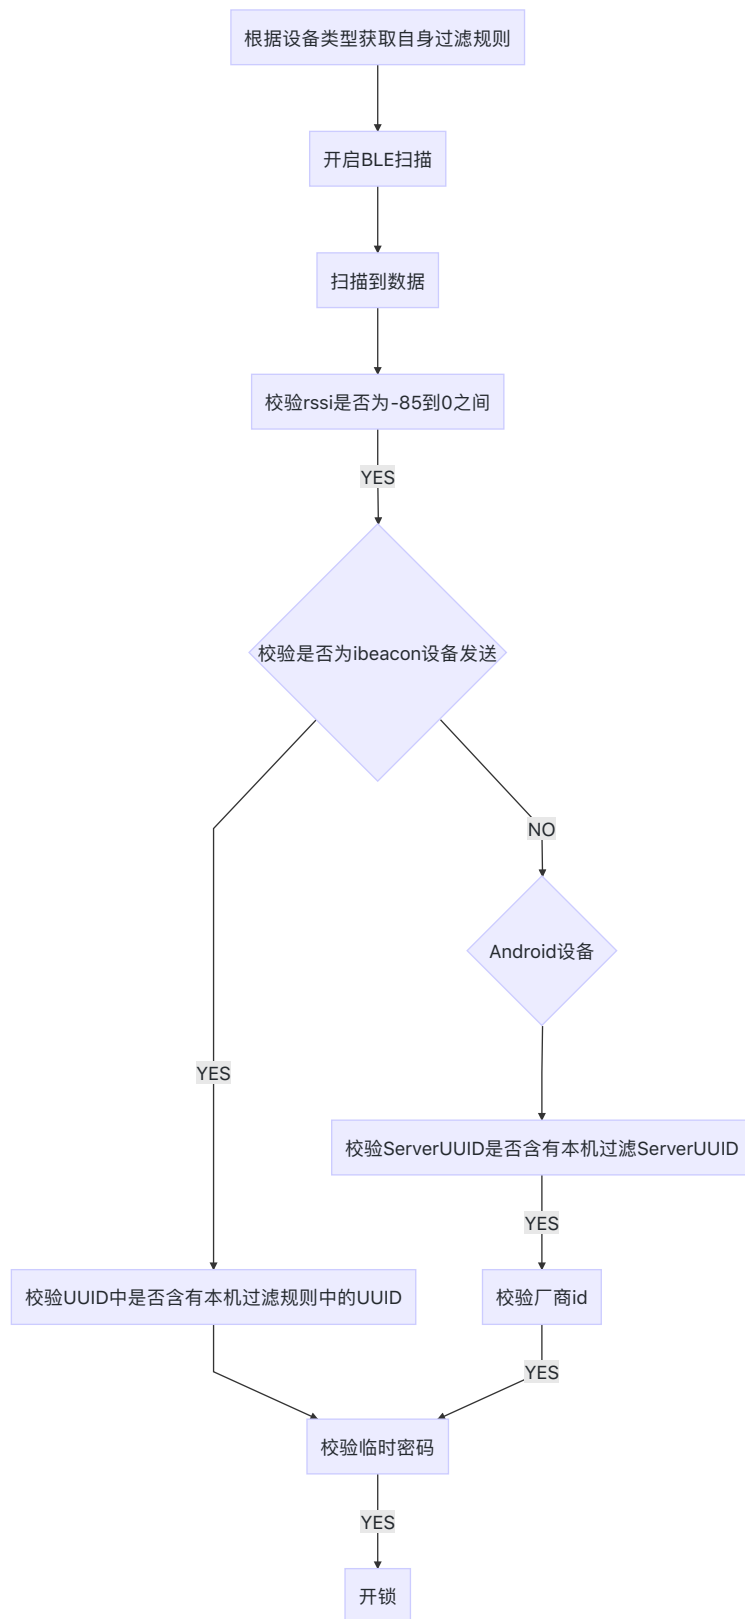 根据设备类型获取自身过滤规则
开启BLE扫描
扫描到数据
校验rssi是否为-85到0之间
YES
校验是否为ibeacon设备发送
NO
Android设备
YES
校验ServerUUID是否含有本机过滤ServerUUID
YES
校验UUID中是否含有本机过滤规则中的UUID
校验厂商id
YES
校验临时密码
YES
开锁